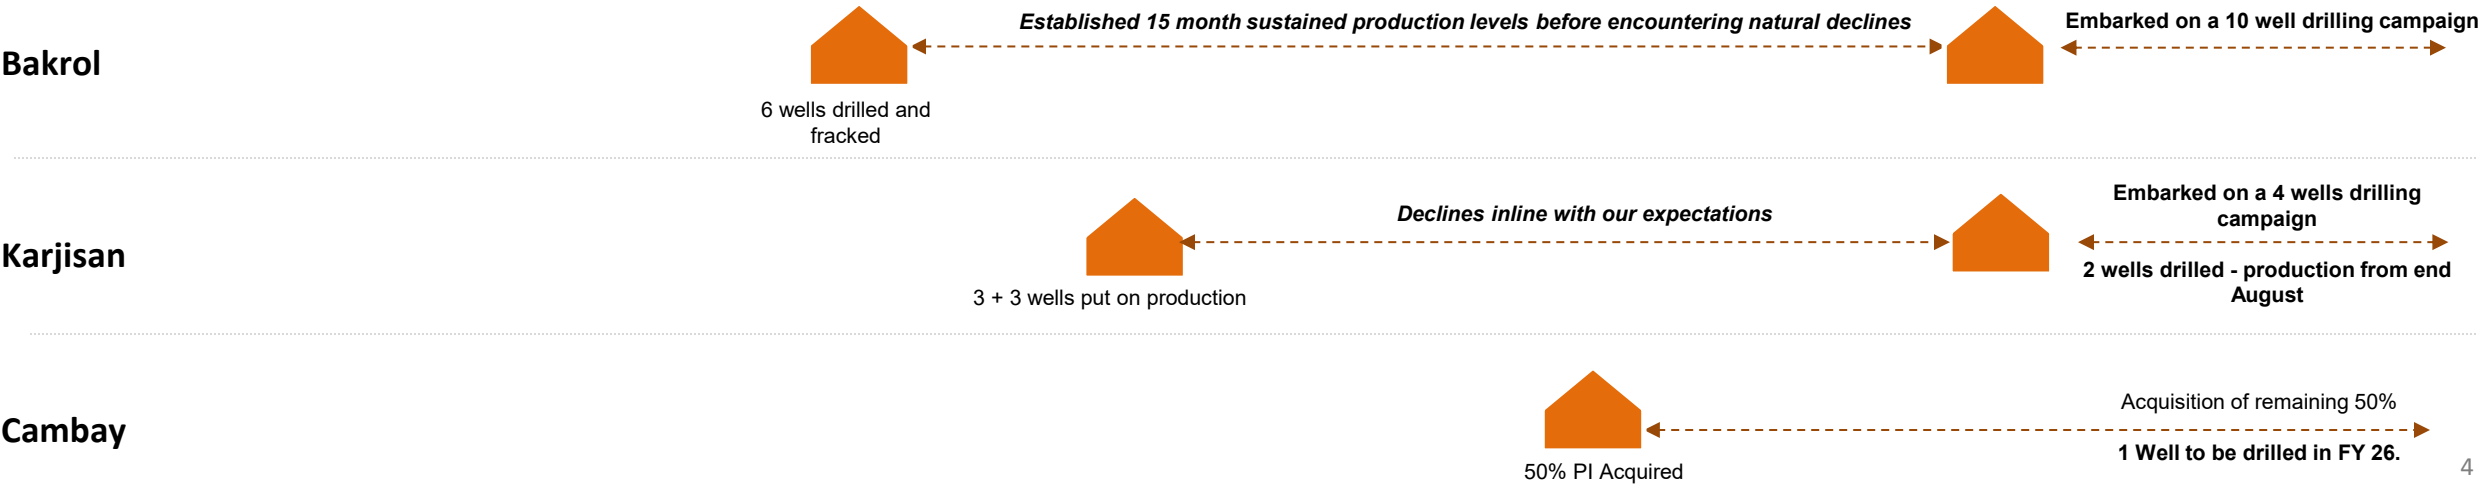 Established 15 month sustained production levels before encountering natural declines
Embarked on a 10 well drilling campaign
Bakrol
6 wells drilled and
fracked
Embarked on a 4 wells drilling
campaign
Declines inline with our expectations
Karjisan
2 wells drilled - production from end
August
3 + 3 wells put on production
Acquisition of remaining 50%
Cambay
1 Well to be drilled in FY 26.
50% PI Acquired
4